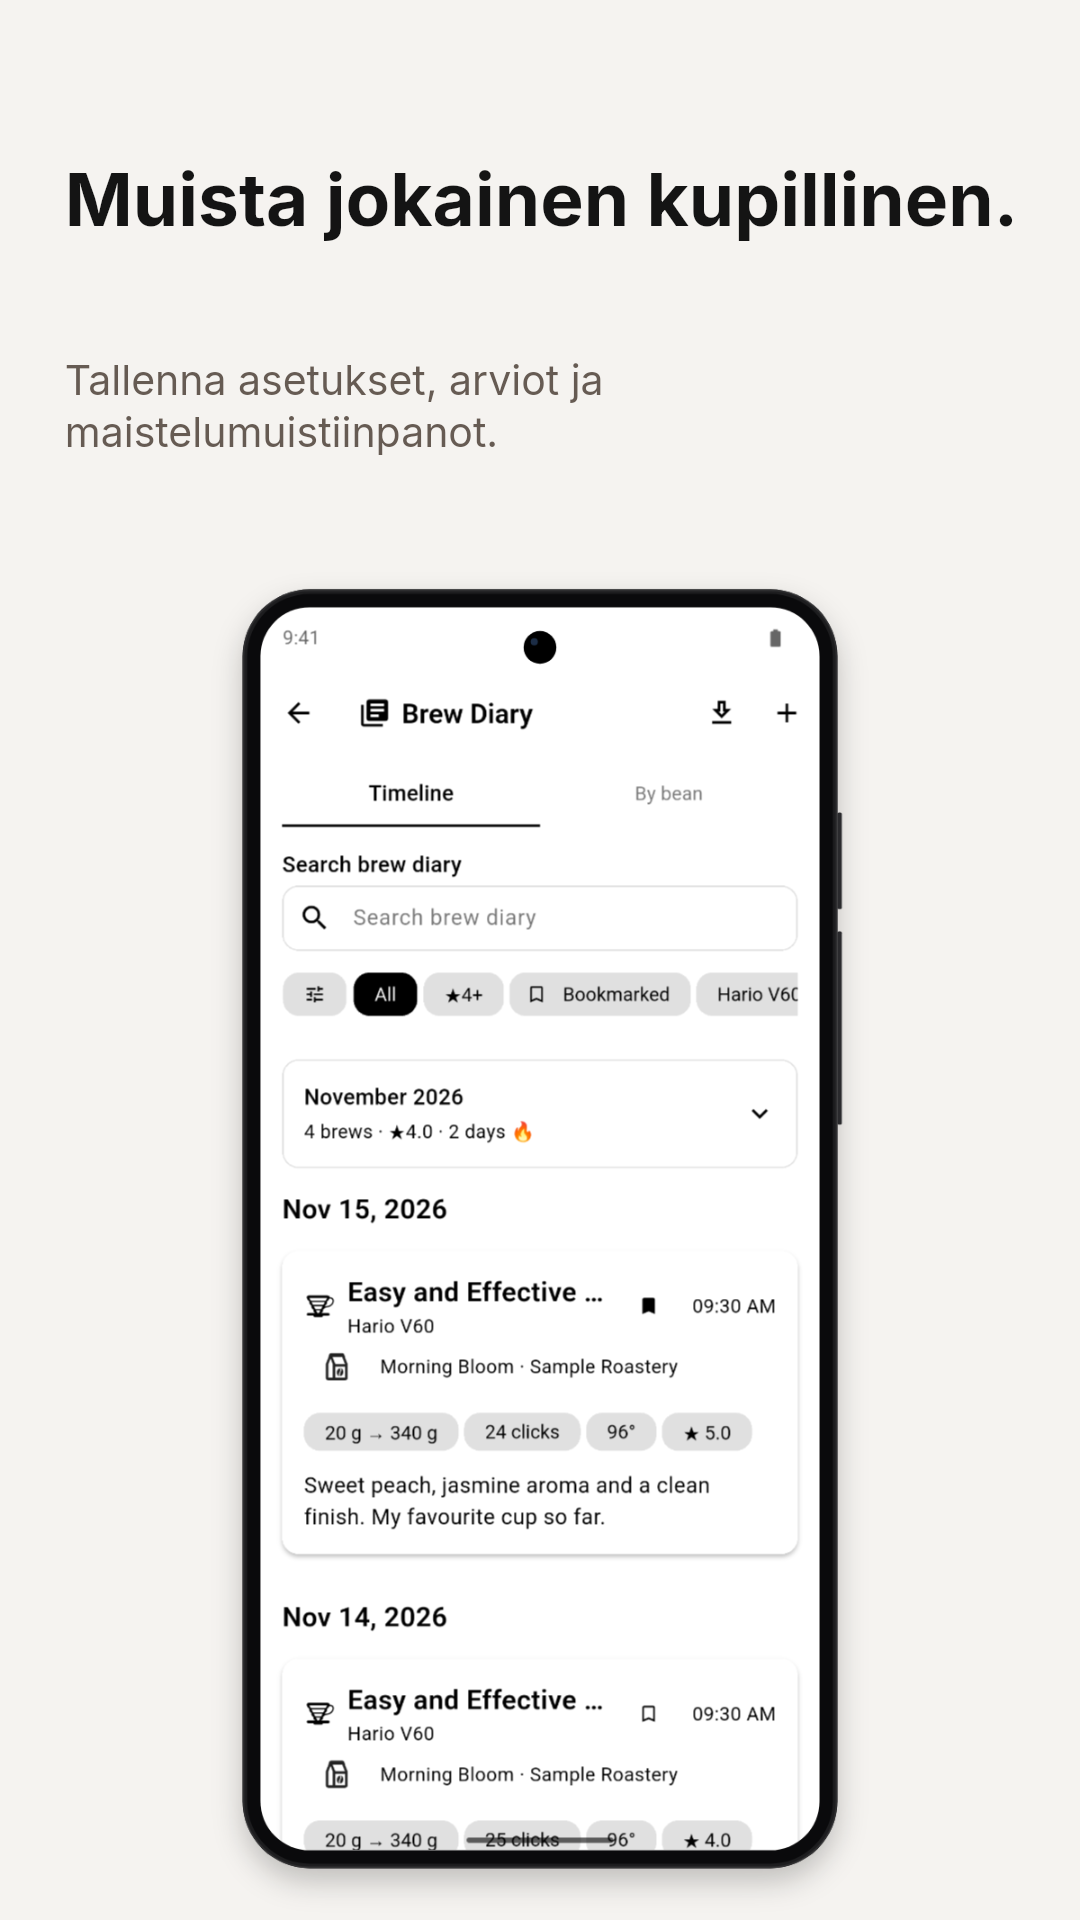 Muista jokainen kupillinen.
Tallenna asetukset, arviot ja
maistelumuistiinpanot.
9:41
Brew Diary
Timeline
By bean
Search brew diary
Search brew diary
All
★4+
Bookmarked
Hario V60
November 2026
4 brews · ★4.0 · 2 days 🔥
Nov 15, 2026
Easy and Effective ...
09:30 AM
Hario V60
Morning Bloom · Sample Roastery
20 g → 340 g
24 clicks
96°
★ 5.0
Sweet peach, jasmine aroma and a clean
finish. My favourite cup so far.
Nov 14, 2026
Easy and Effective ...
09:30 AM
Hario V60
Morning Bloom · Sample Roastery
20 g → 340 g
25 clicks
96°
★ 4.0